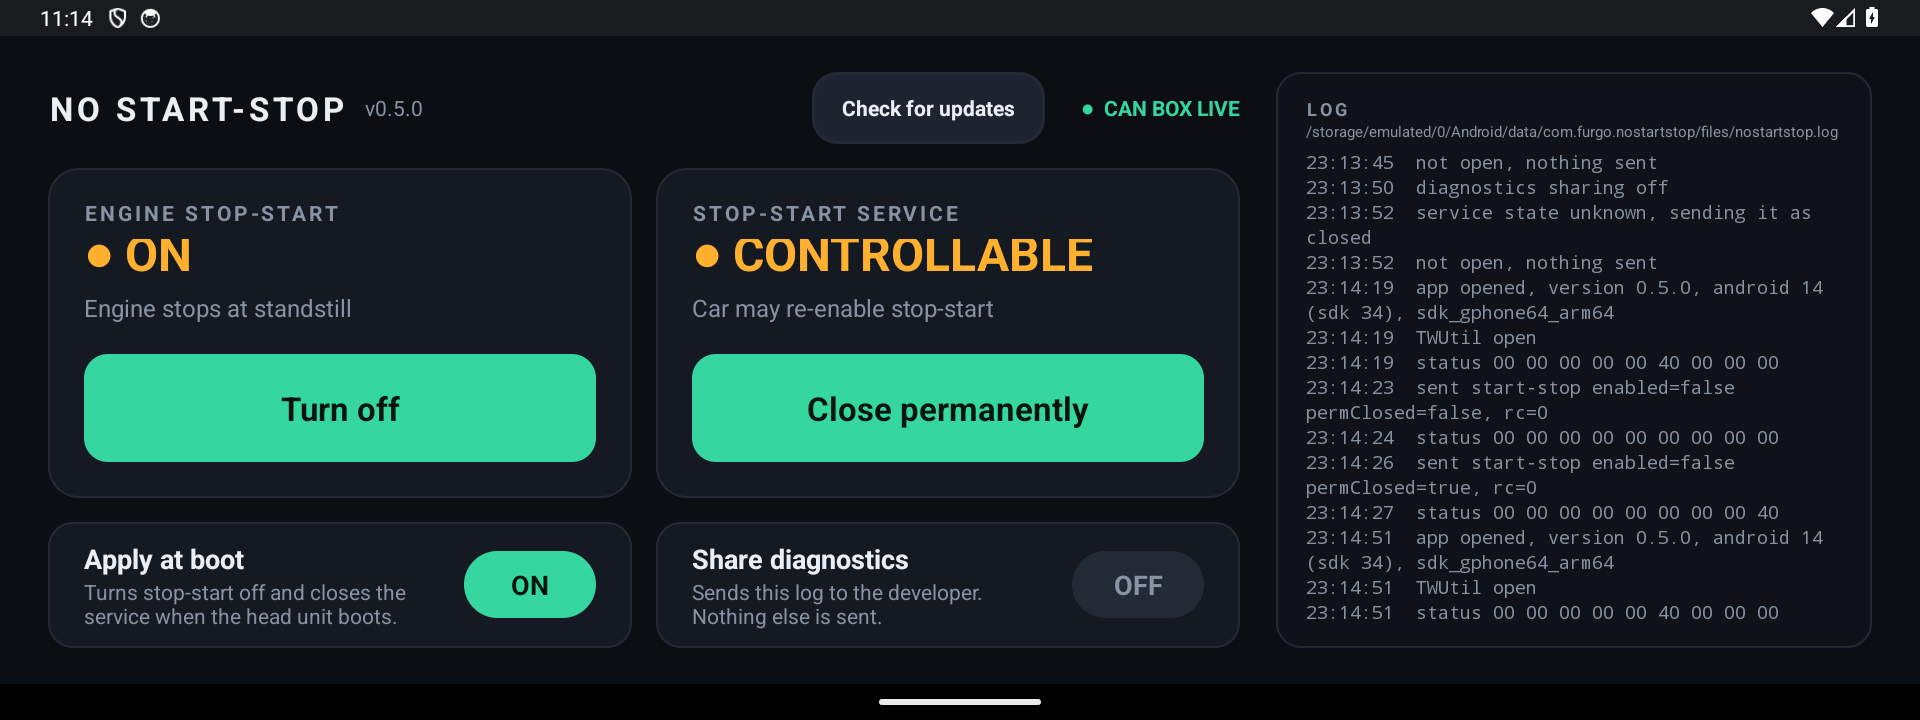 11:14
NO START-STOP v0.5.0
Check for updates
CAN BOX LIVE
ENGINE STOP-START
ON
Engine stops at standstill
Turn off
STOP-START SERVICE
CONTROLLABLE
Car may re-enable stop-start
Close permanently
Apply at boot
Turns stop-start off and closes the
service when the head unit boots.
ON
Share diagnostics
Sends this log to the developer.
Nothing else is sent.
OFF
LOG
/storage/emulated/0/Android/data/com.furgo.nostartstop/files/nostartstop.log
23:13:45  not open, nothing sent
23:13:50  diagnostics sharing off
23:13:52  service state unknown, sending it as
closed
23:13:52  not open, nothing sent
23:14:19  app opened, version 0.5.0, android 14
(sdk 34), sdk_gphone64_arm64
23:14:19  TWUtil open
23:14:19  status 00 00 00 00 00 40 00 00 00
23:14:23  sent start-stop enabled=false
permClosed=false, rc=0
23:14:24  status 00 00 00 00 00 00 00 00 00
23:14:26  sent start-stop enabled=false
permClosed=true, rc=0
23:14:27  status 00 00 00 00 00 00 00 00 40
23:14:51  app opened, version 0.5.0, android 14
(sdk 34), sdk_gphone64_arm64
23:14:51  TWUtil open
23:14:51  status 00 00 00 00 00 40 00 00 00